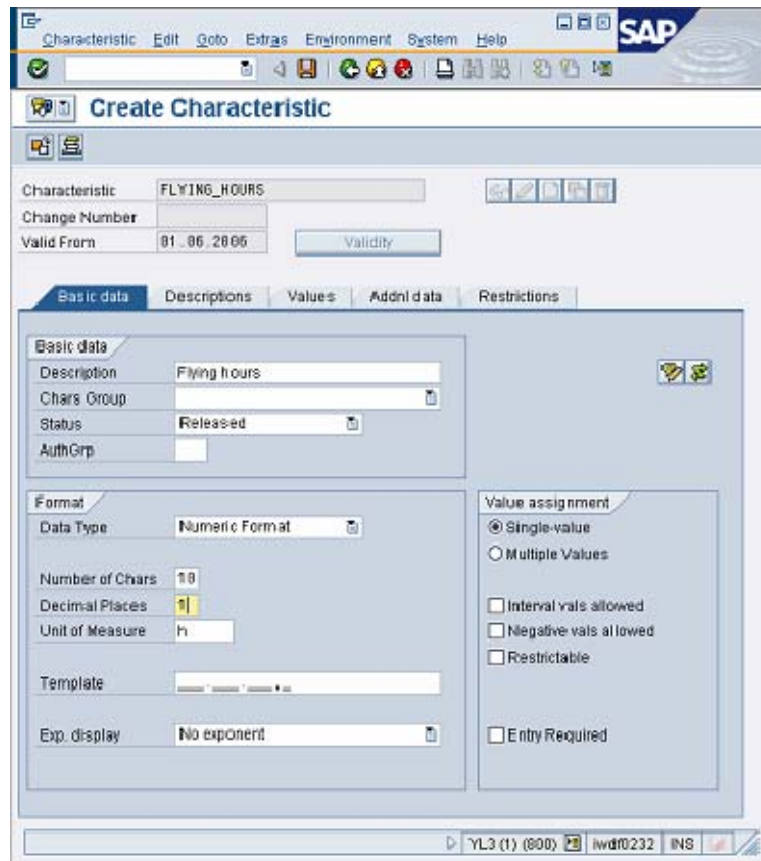 Characteristic Edit Goto Extras Environment System Help
SAP
Create Characteristic
Characteristic FLYING_HOURS
Change Number
Valid From 01.06.2006 Validity
Basic data Descriptions Values Addnl data Restrictions
Basic data
Description Flying hours
Chars Group
Status Released
AuthGrp
Format Value assignment
Data Type Numeric Format Single-value
Multiple Values
Number of Chars 10
Decimal Places 1 Interval vals allowed
Unit of Measure h Negative vals allowed
Restrictable
Template ___.___.___,_
Exp. display No exponent Entry Required
YL3 (1) (800) iwdf0232 INS